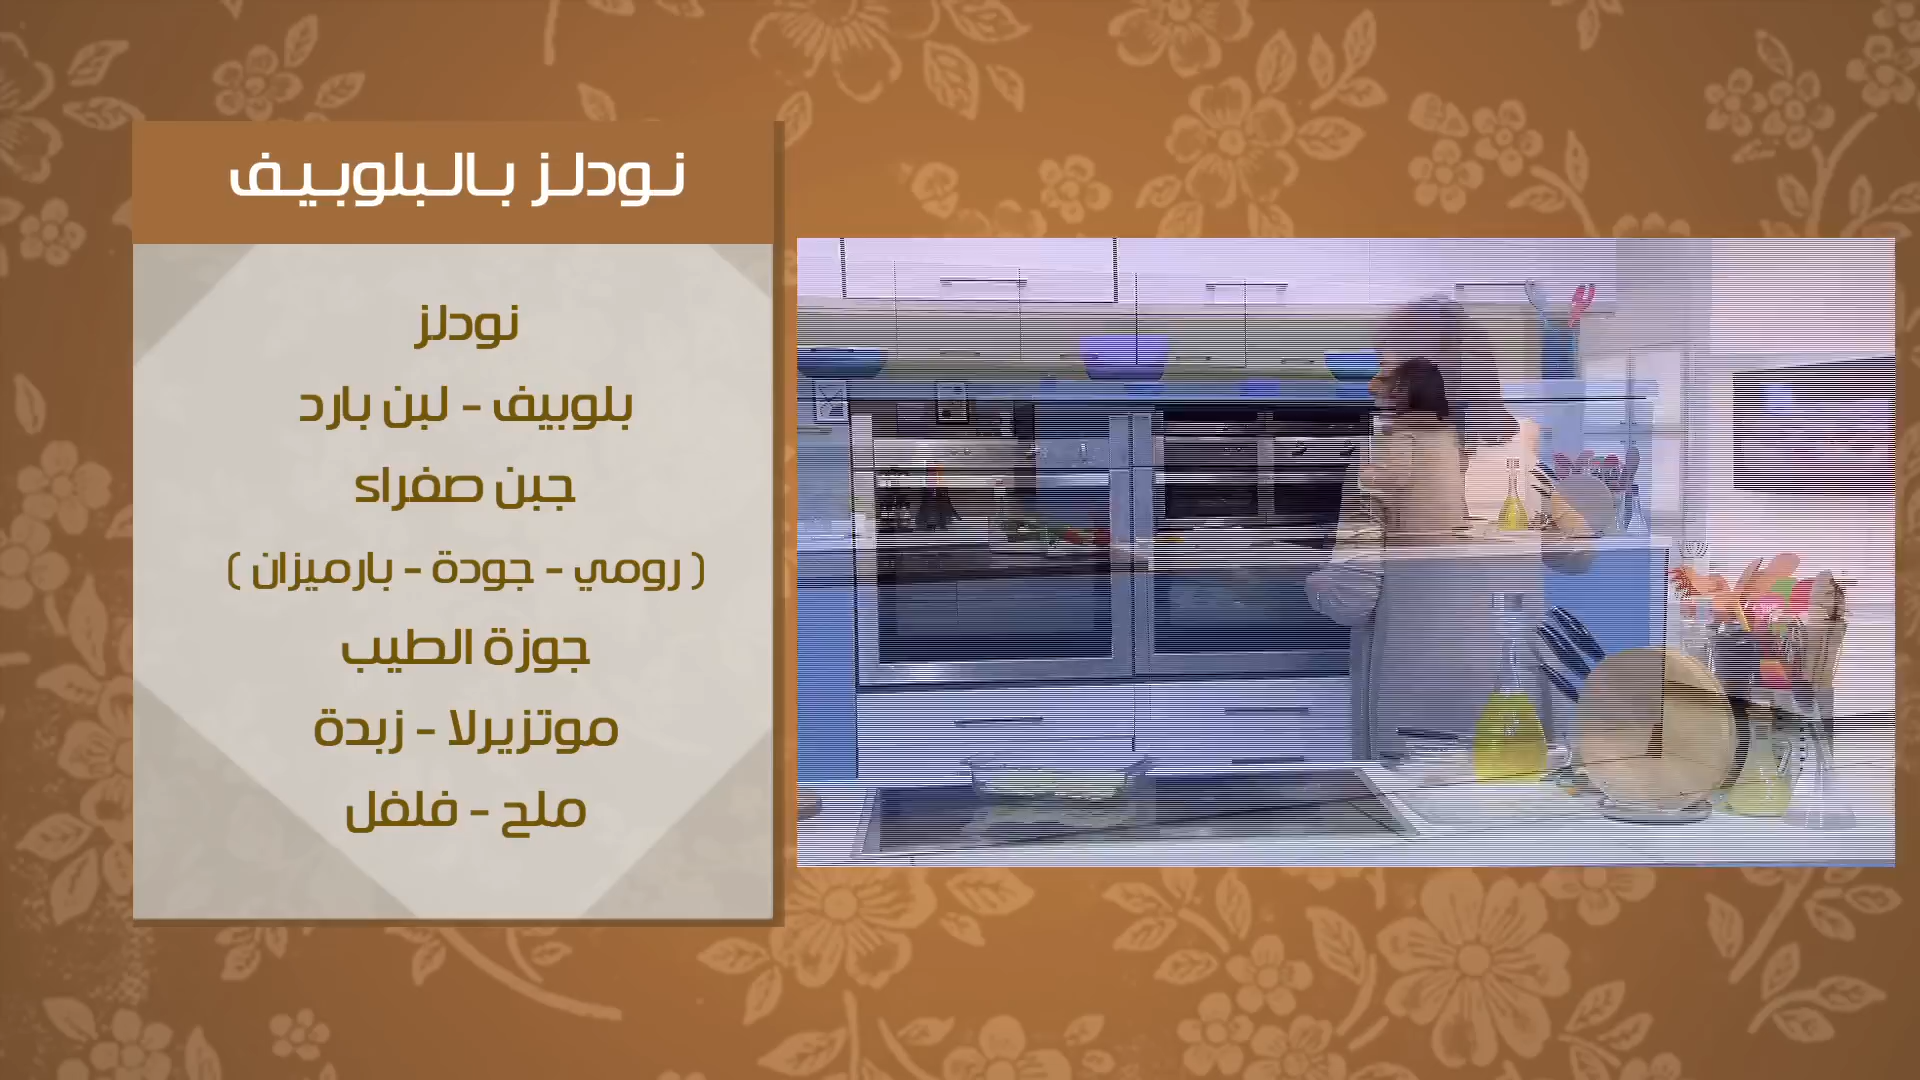 نودلز بالبلوبيف
نودلز
بلوبيف - لبن بارد
جبن صفراء
( رومي - جودة - بارميزان )
جوزة الطيب
موتزيرلا - زبدة
ملح - فلفل